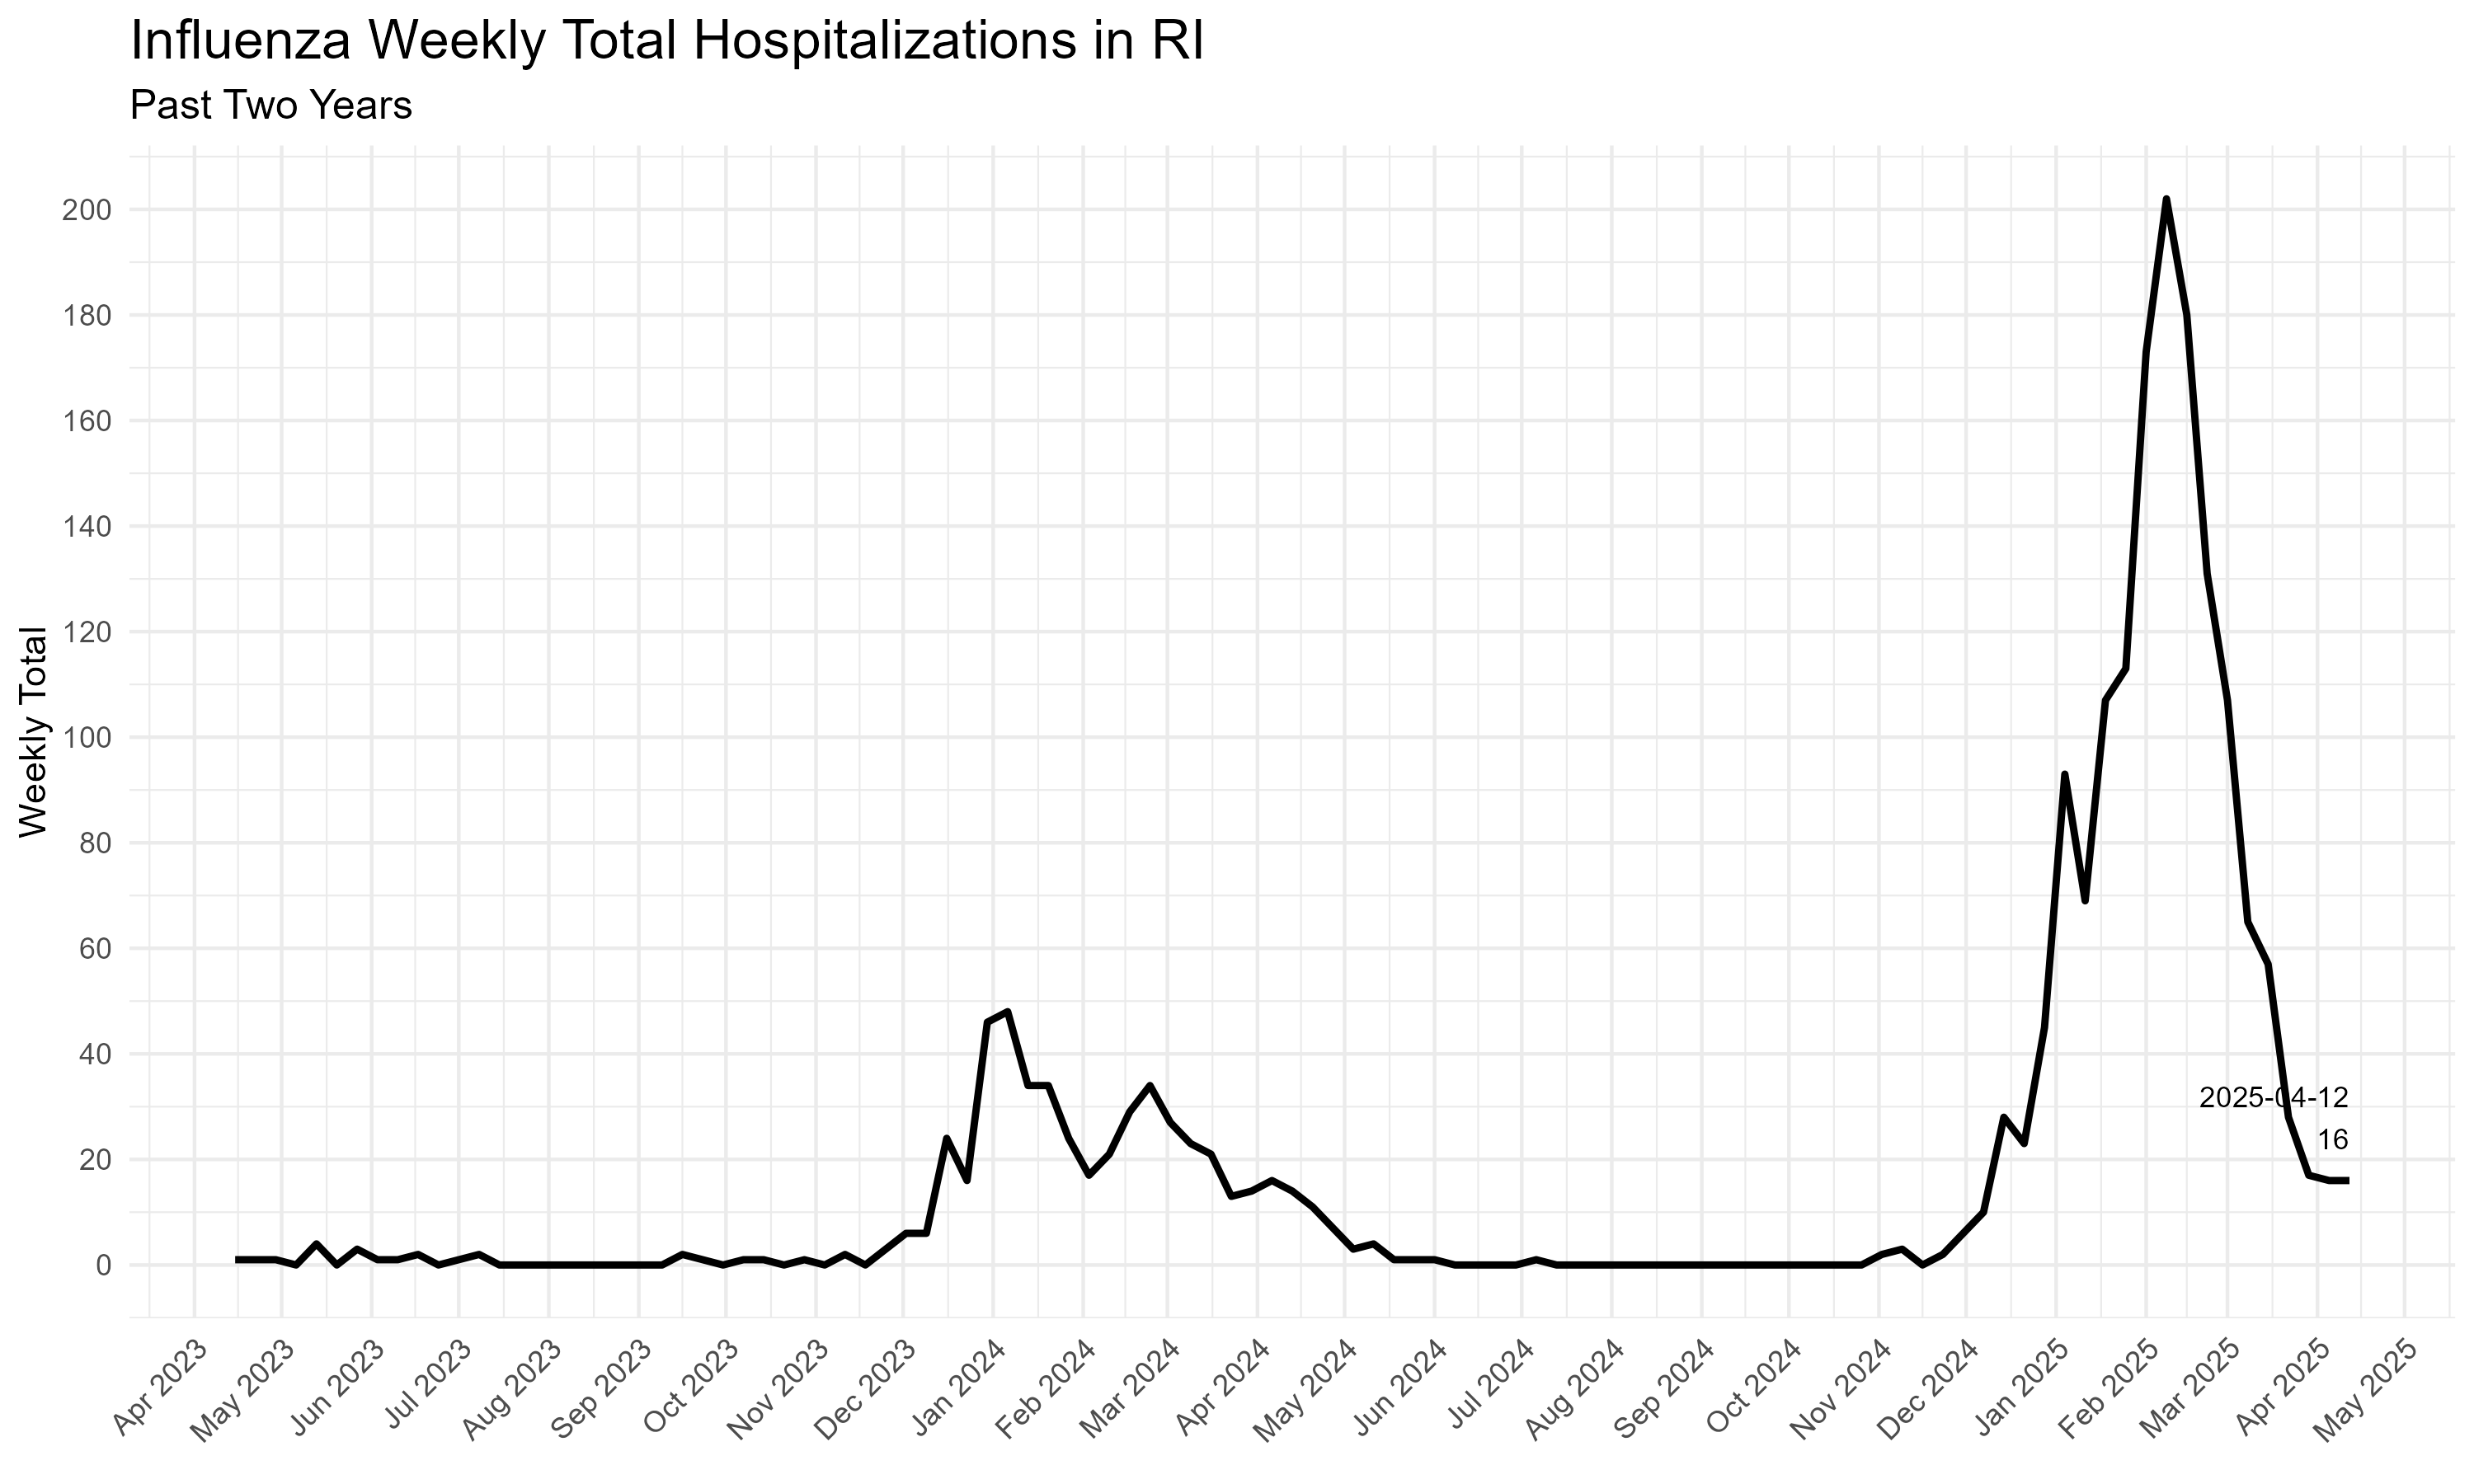 Influenza Weekly Total Hospitalizations in RI
Past Two Years
Weekly Total
200
180
160
140
120
100
80
60
40
20
0
2025-04-12
16
Apr 2023
May 2023
Jun 2023
Jul 2023
Aug 2023
Sep 2023
Oct 2023
Nov 2023
Dec 2023
Jan 2024
Feb 2024
Mar 2024
Apr 2024
May 2024
Jun 2024
Jul 2024
Aug 2024
Sep 2024
Oct 2024
Nov 2024
Dec 2024
Jan 2025
Feb 2025
Mar 2025
Apr 2025
May 2025